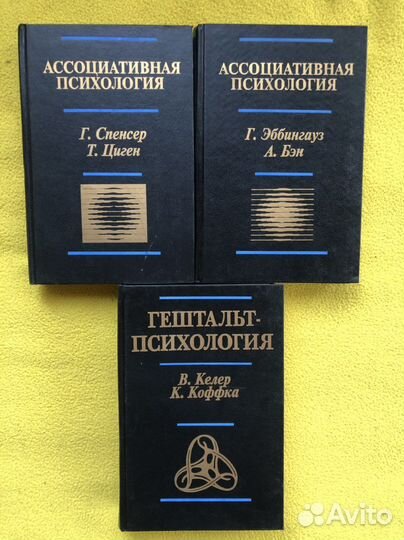 АССОЦИАТИВНАЯ
ПСИХОЛОГИЯ
Г. Спенсер
Т. Циген
АССОЦИАТИВНАЯ
ПСИХОЛОГИЯ
Г. Эббингауз
А. Бэн
ГЕШТАЛЬТ-
ПСИХОЛОГИЯ
В. Келер
К. Коффка
Avito